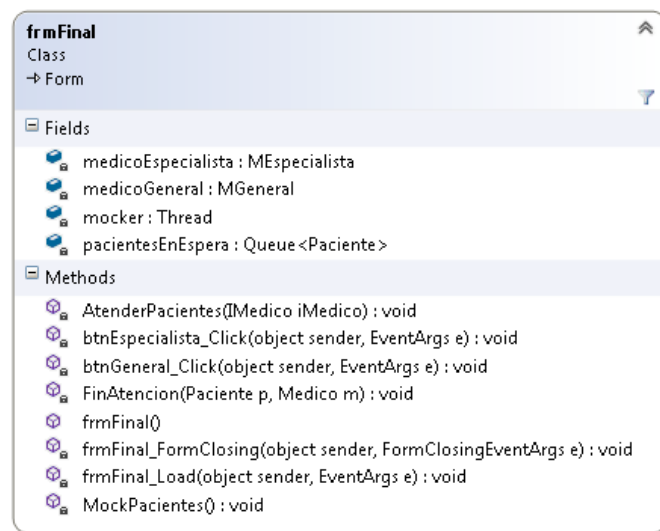 frmFinal
Class
Form
Fields
medicoEspecialista : MEspecialista
medicoGeneral : MGeneral
mocker : Thread
pacientesEnEspera : Queue<Paciente>
Methods
AtenderPacientes(IMedico iMedico) : void
btnEspecialista_Click(object sender, EventArgs e) : void
btnGeneral_Click(object sender, EventArgs e) : void
FinAtencion(Paciente p, Medico m) : void
frmFinal()
frmFinal_FormClosing(object sender, FormClosingEventArgs e) : void
frmFinal_Load(object sender, EventArgs e) : void
MockPacientes() : void